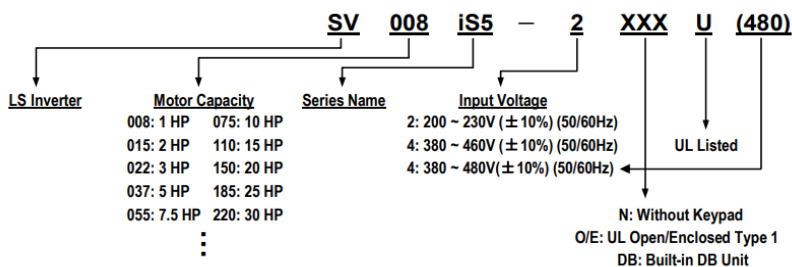 SV 008 iS5 – 2 XXX U (480)
LS Inverter Motor Capacity Series Name Input Voltage
008: 1 HP 075: 10 HP 2: 200 ~ 230V (±10%) (50/60Hz)
015: 2 HP 110: 15 HP 4: 380 ~ 460V (±10%) (50/60Hz) UL Listed
022: 3 HP 150: 20 HP 4: 380 ~ 480V(±10%) (50/60Hz)
037: 5 HP 185: 25 HP
055: 7.5 HP 220: 30 HP N: Without Keypad
O/E: UL Open/Enclosed Type 1
DB: Built-in DB Unit